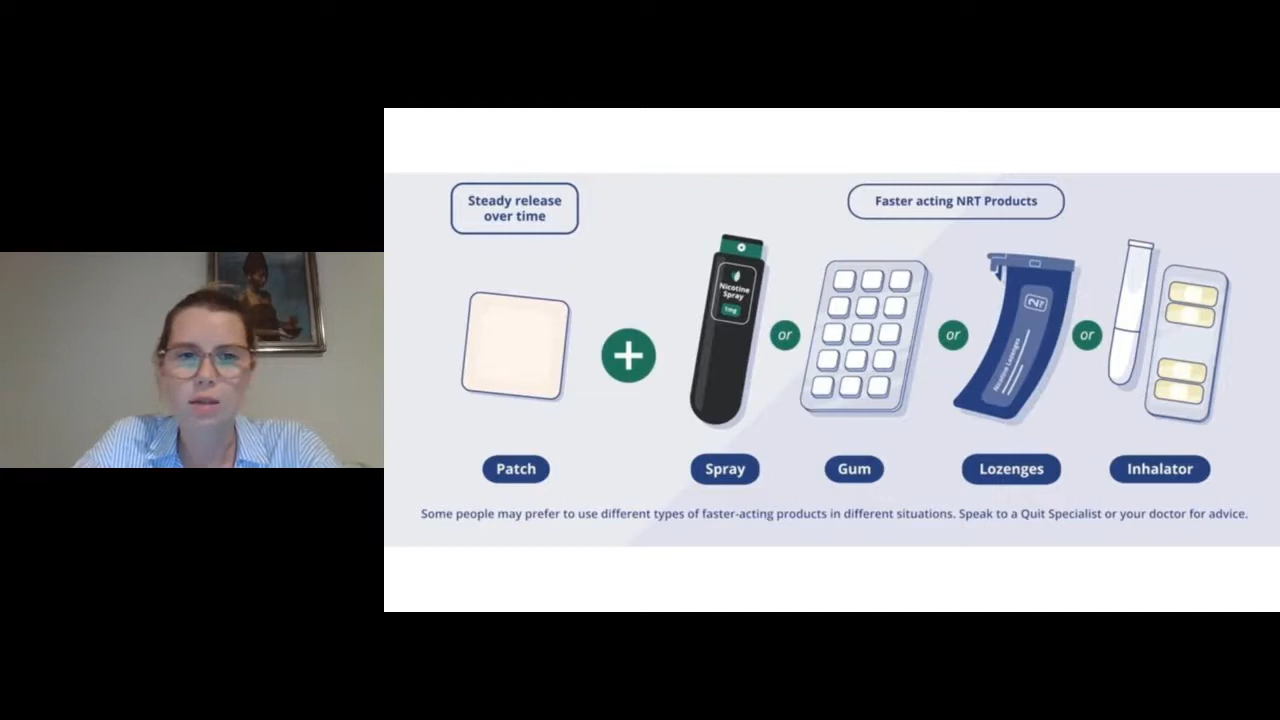 Steady release
over time
Faster acting NRT Products
Nicotine
Spray
1mg
or
or
or
Nicotine Lozenges
Patch
Spray
Gum
Lozenges
Inhalator
Some people may prefer to use different types of faster-acting products in different situations. Speak to a Quit Specialist or your doctor for advice.